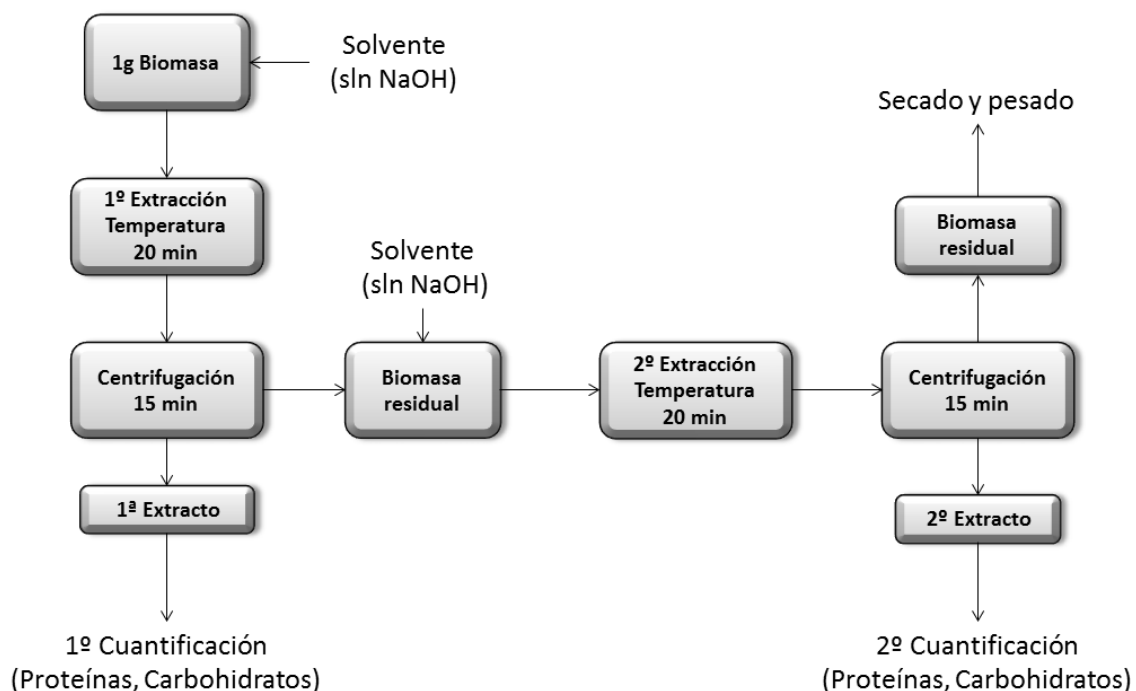 1g Biomasa
Solvente
(sln NaOH)
1º Extracción
Temperatura
20 min
Centrifugación
15 min
1ª Extracto
1º Cuantificación
(Proteínas, Carbohidratos)
Solvente
(sln NaOH)
Biomasa
residual
2º Extracción
Temperatura
20 min
Centrifugación
15 min
Biomasa
residual
Secado y pesado
2º Extracto
2º Cuantificación
(Proteínas, Carbohidratos)